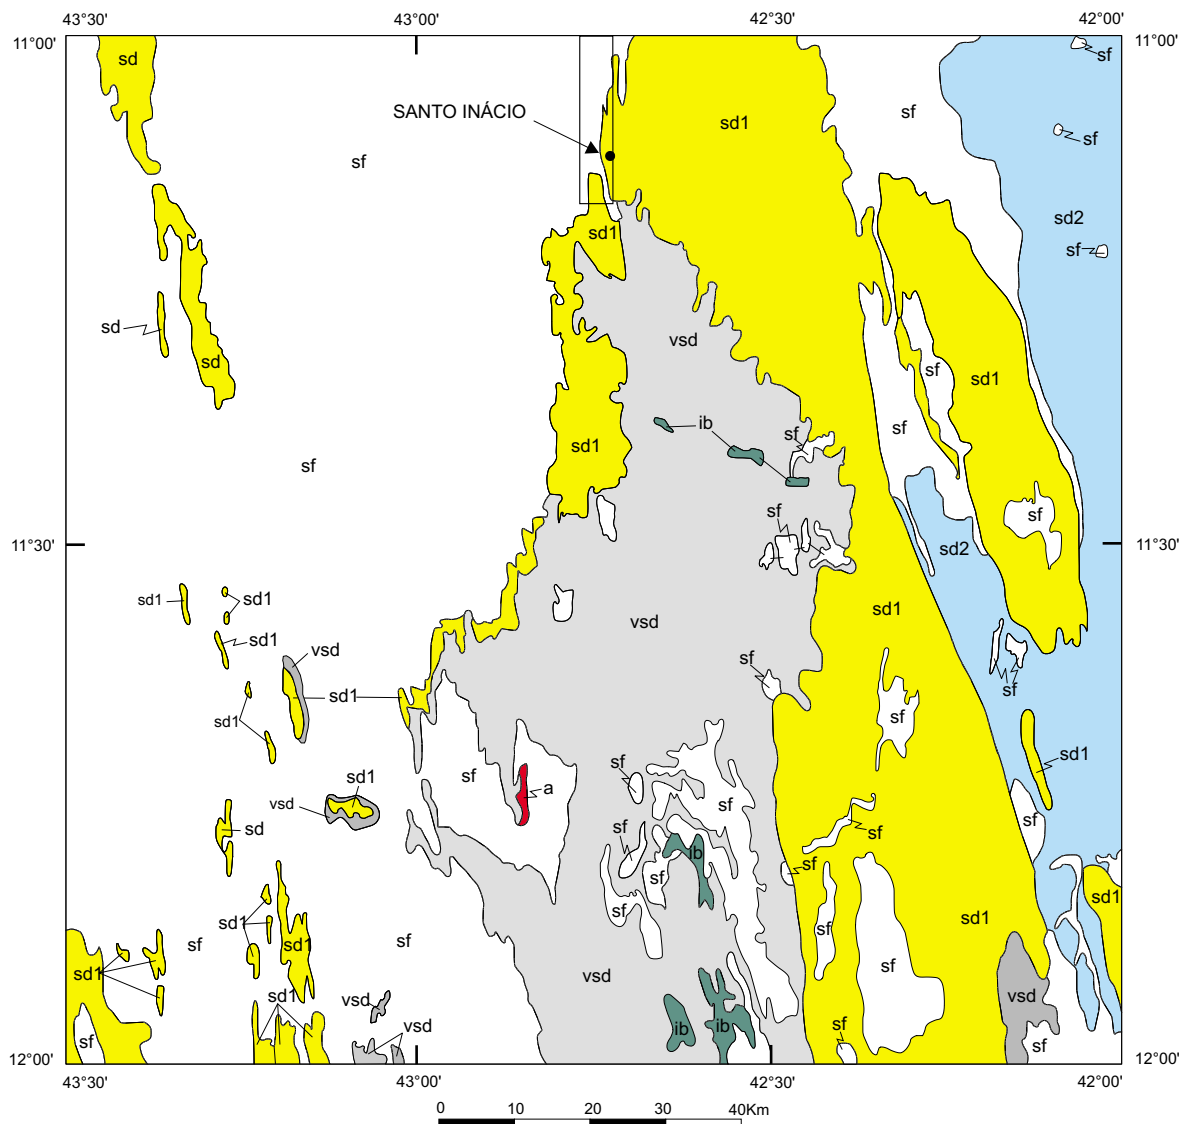 43°30' 43°00' 42°30' 42°00'
11°00' 11°00'
sd sf
SANTO INÁCIO sf
sd1
sf
sf
sd2
sd1
sf
sd
vsd
sd
sf sd1
ib
sf sf
sd1
sf
sf sf
11°30' sd2 11°30'
sd1 sd1 sd1
vsd
sd1
vsd
sf
sd1 sf
sd1
sf
sd1
sf
sf a
sd1
vsd
sf
sf
sd
sf sf
ib
sf
sf
sd1
sf
sd1
sd1
sf
sf sd1 sf
sd1
sf
vsd
sd1
vsd vsd
sf
vsd
ib ib
sf
sf
12°00' 12°00'
43°30' 43°00' 42°30' 42°00'
0 10 20 30 40Km